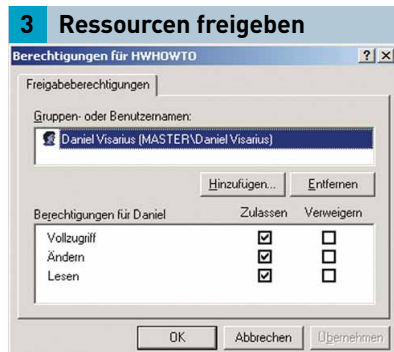 3 Ressourcen freigeben
Berechtigungen für HWHOWTO
Freigabeberechtigungen
Gruppen- oder Benutzernamen:
Daniel Visarius (MASTER\Daniel Visarius)
Hinzufügen... Entfernen
Berechtigungen für Daniel Zulassen Verweigern
Vollzugriff
Ändern
Lesen
OK Abbrechen Übernehmen